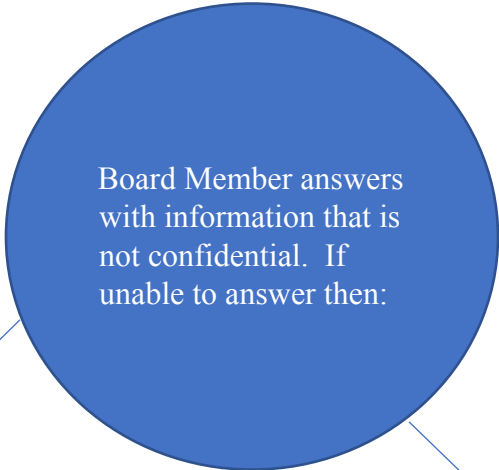 Board Member answers
with information that is
not confidential.  If
unable to answer then: